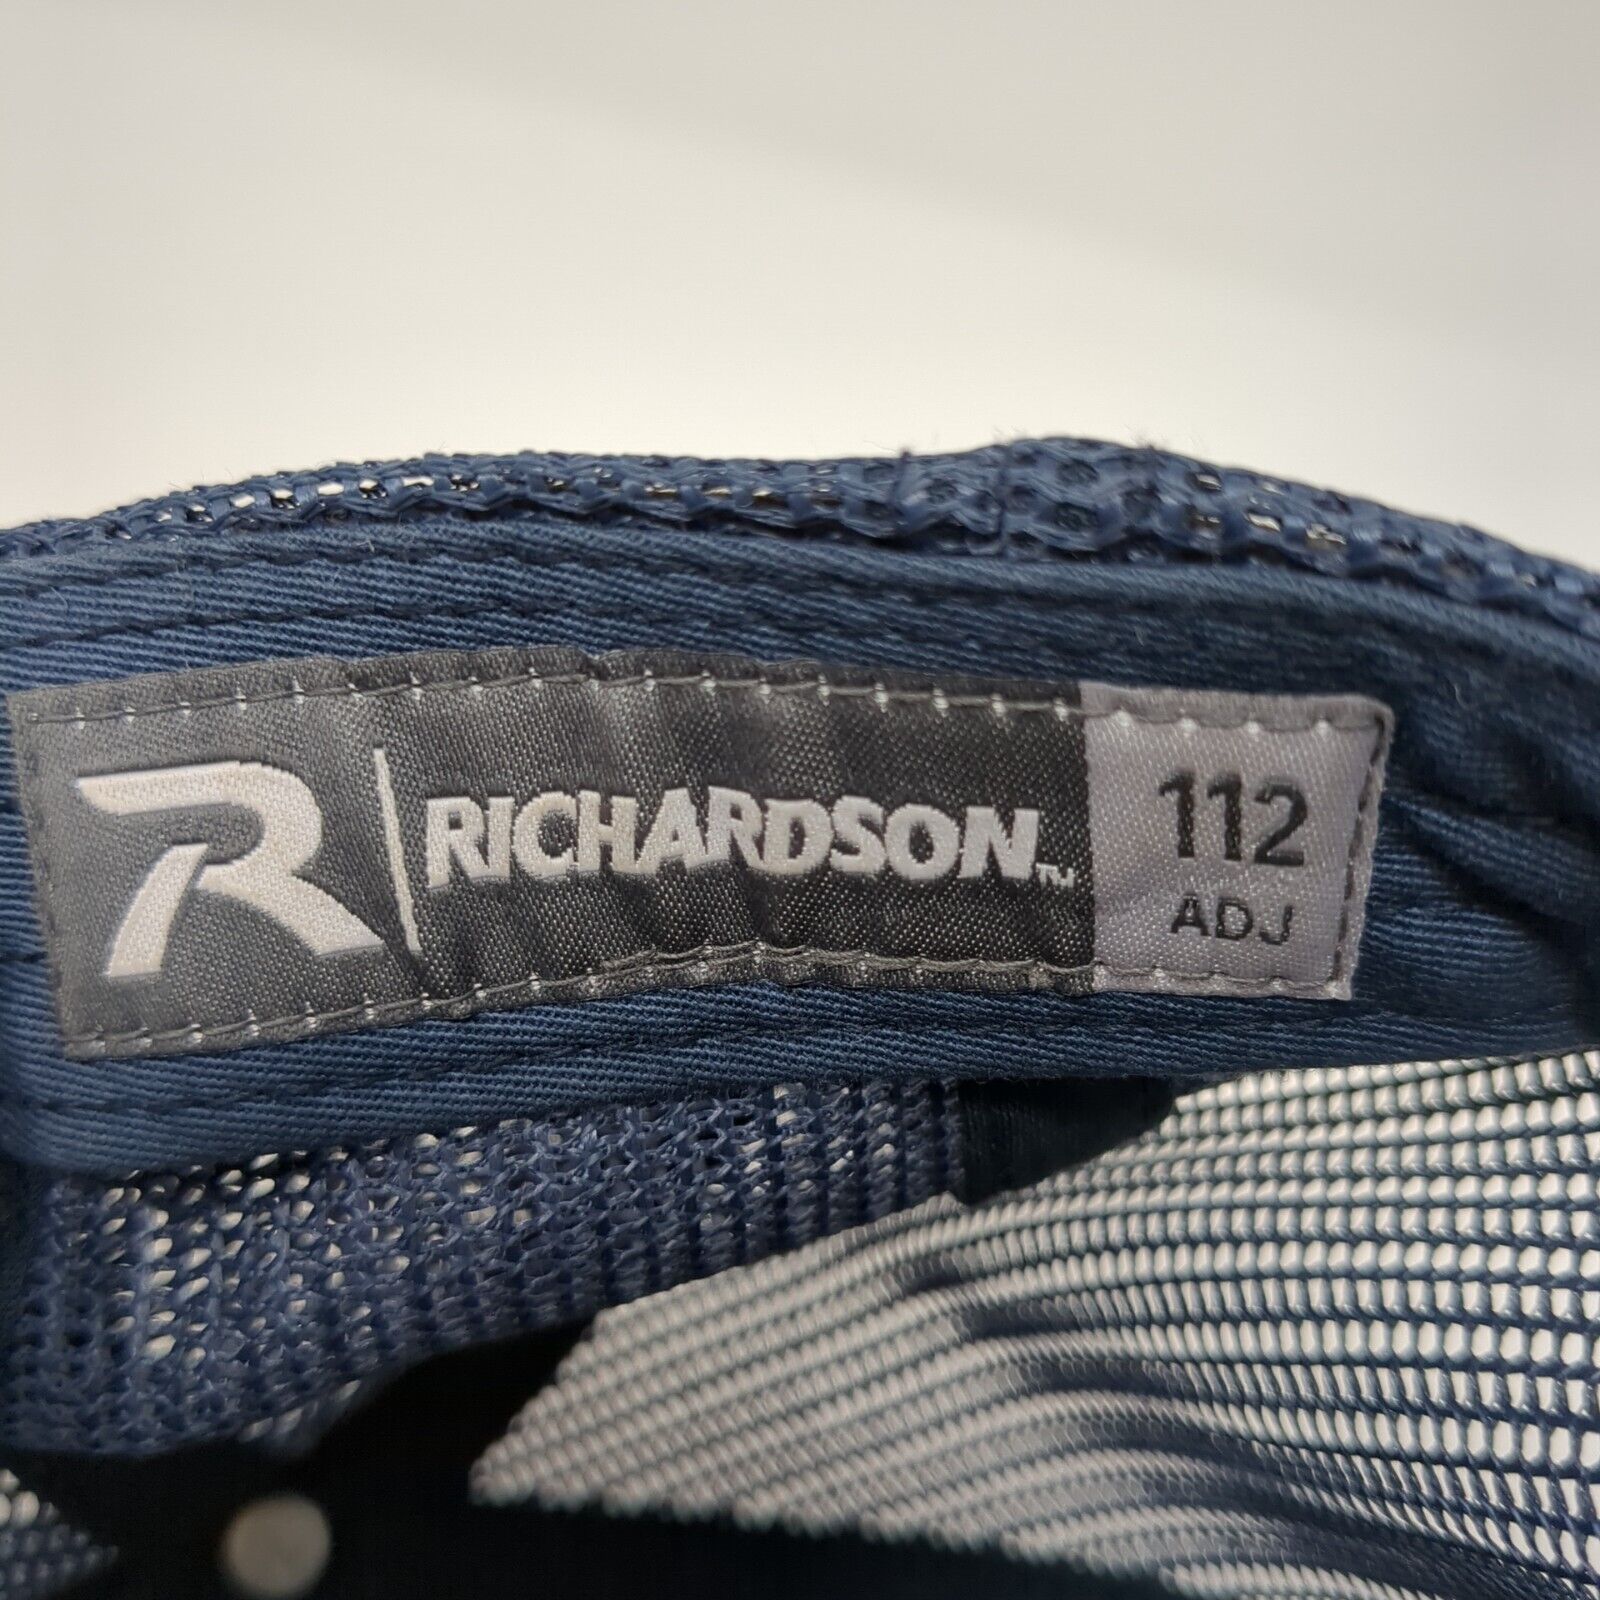 R | RICHARDSON™
112
ADJ